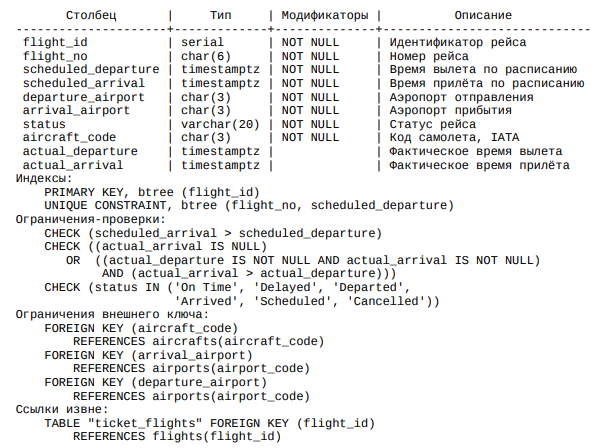 Столбец | Тип | Модификаторы | Описание
---------------------+-------------+--------------+-----------------------------
flight_id | serial | NOT NULL | Идентификатор рейса
flight_no | char(6) | NOT NULL | Номер рейса
scheduled_departure | timestamptz | NOT NULL | Время вылета по расписанию
scheduled_arrival | timestamptz | NOT NULL | Время прилёта по расписанию
departure_airport | char(3) | NOT NULL | Аэропорт отправления
arrival_airport | char(3) | NOT NULL | Аэропорт прибытия
status | varchar(20) | NOT NULL | Статус рейса
aircraft_code | char(3) | NOT NULL | Код самолета, IATA
actual_departure | timestamptz | | Фактическое время вылета
actual_arrival | timestamptz | | Фактическое время прилёта
Индексы:
PRIMARY KEY, btree (flight_id)
UNIQUE CONSTRAINT, btree (flight_no, scheduled_departure)
Ограничения-проверки:
CHECK (scheduled_arrival > scheduled_departure)
CHECK ((actual_arrival IS NULL)
OR ((actual_departure IS NOT NULL AND actual_arrival IS NOT NULL)
AND (actual_arrival > actual_departure)))
CHECK (status IN ('On Time', 'Delayed', 'Departed',
'Arrived', 'Scheduled', 'Cancelled'))
Ограничения внешнего ключа:
FOREIGN KEY (aircraft_code)
REFERENCES aircrafts(aircraft_code)
FOREIGN KEY (arrival_airport)
REFERENCES airports(airport_code)
FOREIGN KEY (departure_airport)
REFERENCES airports(airport_code)
Ссылки извне:
TABLE "ticket_flights" FOREIGN KEY (flight_id)
REFERENCES flights(flight_id)